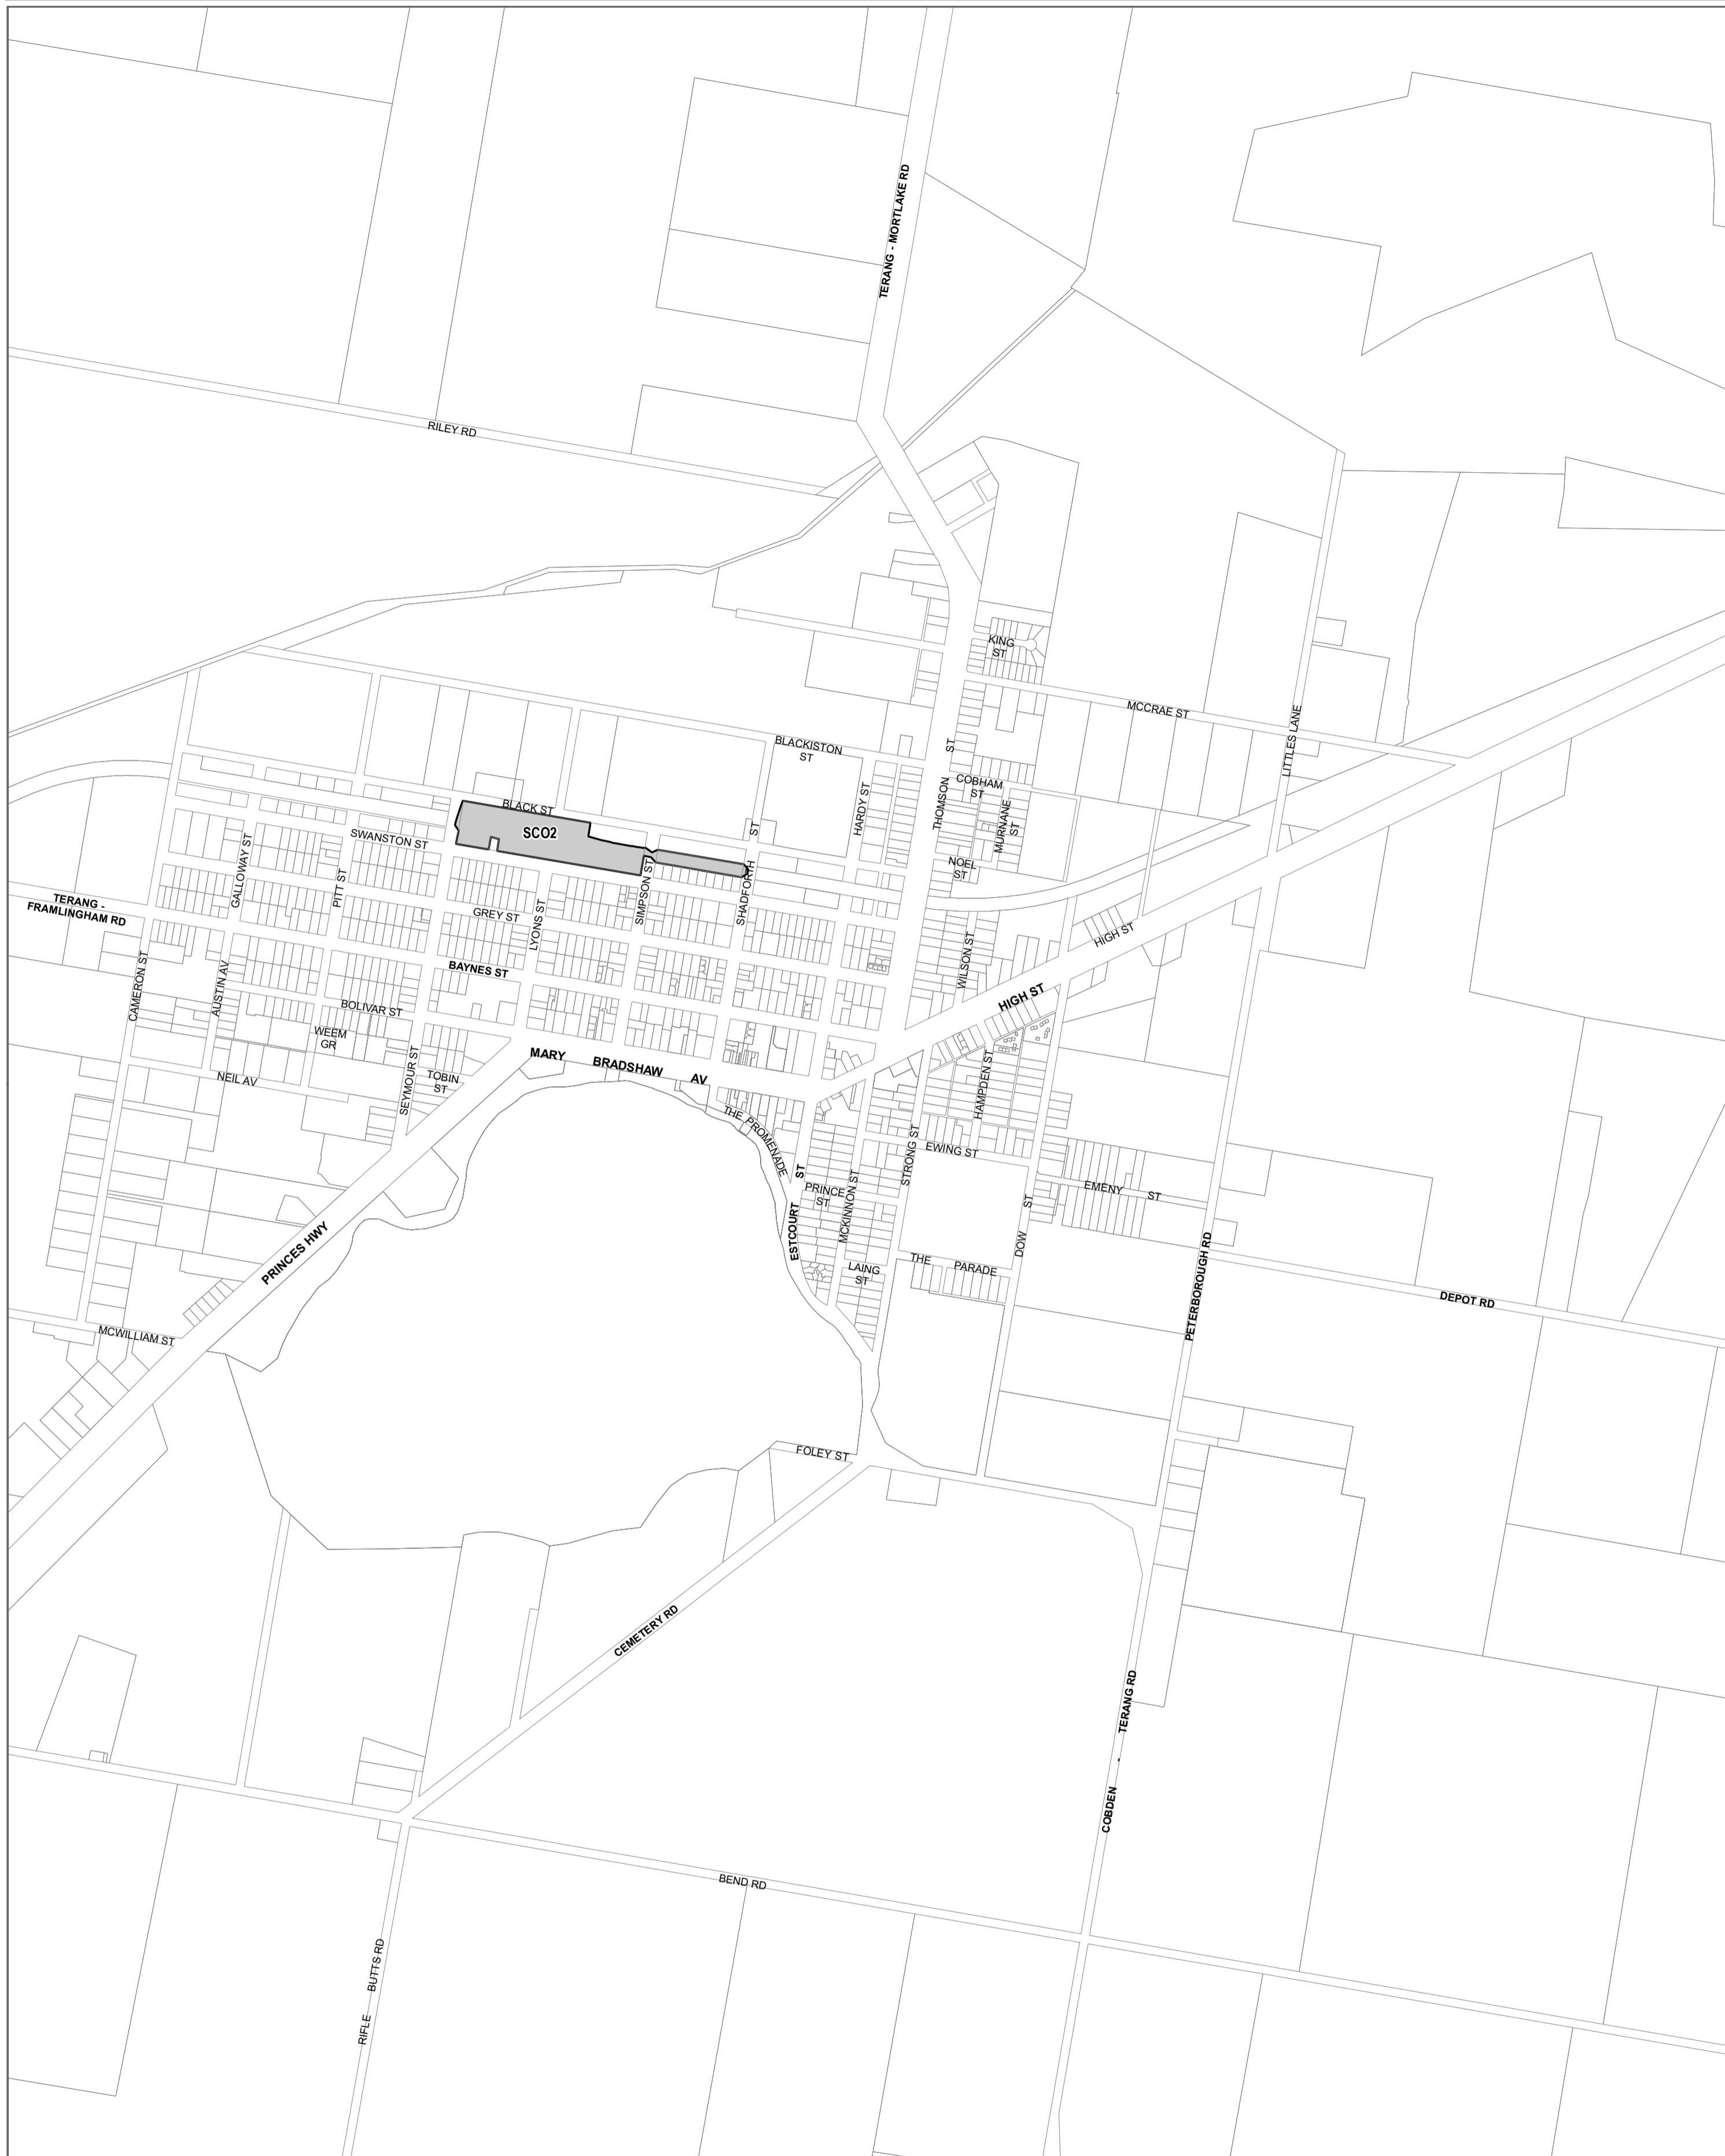 TERANG - MORTLAKE RD
RILEY RD
KING
ST
MCCRAE ST
LITTLES LANE
BLACKISTON
ST
ST
THOMSON
COBHAM
ST
HARDY ST
MURNANE
ST
NOEL
ST
BLACK ST
SCO2
SWANSTON ST
GALLOWAY ST
PITT ST
SIMPSON ST
ST
SHADFORTH
TERANG -
FRAMLINGHAM RD
GREY ST
LYONS ST
BAYNES ST
WILSON ST
HIGH ST
HIGH ST
CAMERON ST
AUSTIN AV
BOLIVAR ST
WEEM
GR
NEIL AV
SEYMOUR ST
TOBIN
ST
MARY
BRADSHAW
AV
THE PROMENADE
HAMPDEN ST
EWING ST
STRONG ST
ST
ESTCOURT
PRINCE
ST
MCKINNON ST
EMENY
ST
ST
DOW
PETERBOROUGH RD
PRINCES HWY
LAING
ST
THE
PARADE
DEPOT RD
MCWILLIAM ST
FOLEY ST
CEMETERY RD
TERANG RD
-
COBDEN
BEND RD
BUTTS RD
RIFLE